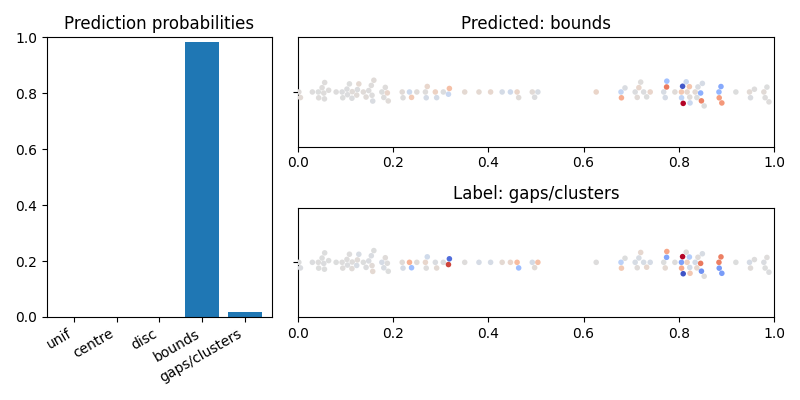 Prediction probabilities
1.0
0.8
0.6
0.4
0.2
0.0
unif
centre
disc
bounds
gaps/clusters
Predicted: bounds
0.0 0.2 0.4 0.6 0.8 1.0
Label: gaps/clusters
0.0 0.2 0.4 0.6 0.8 1.0